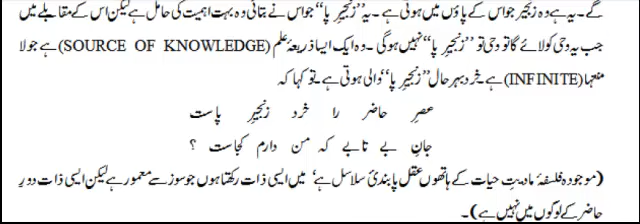 گے۔ یہ ہے وہ زنجیر جو اس کے پاؤں میں ہوتی ہے۔ یہ ’’زنجیرِ پا‘‘ جو اس نے بتائی وہ بہت اہمیت کی حامل ہے لیکن اس کے مقابلے میں
جب یہ وحی کو لائے گا تو وحی تو ’’زنجیرِ پا‘‘ نہیں ہوگی۔ وہ ایک ایسا ذریعۂ علم (SOURCE OF KNOWLEDGE) ہے جو لا
منتہا (INFINITE) ہے۔ خرد بہر حال ’’زنجیرِ پا‘‘ والی ہوتی ہے۔ تو کہا کہ
عصرِ حاضر را خرد زنجیرِ پا ست
جانِ بے تابے کہ من دارم کجاست ؟
(موجودہ فلسفۂ مادیتِ حیات کے ہاتھوں عقل پابندیٔ سلاسل ہے‘ میں ایسی ذات رکھتا ہوں جو سوز سے معمور ہے لیکن ایسی ذات دورِ
حاضر کے لوگوں میں نہیں ہے)۔